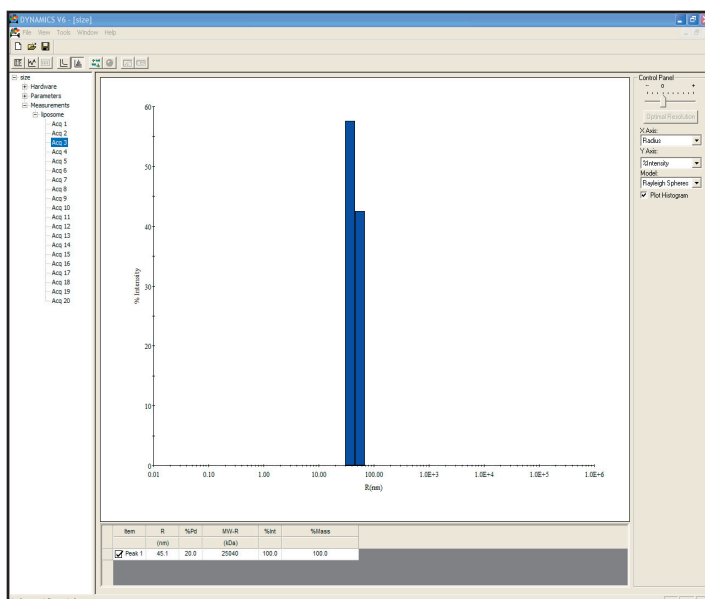 DYNAMICS V6 - [size]
File View Tools Window Help
size
Hardware
Parameters
Measurements
liposome
Acq 1
Acq 2
Acq 3
Acq 4
Acq 5
Acq 6
Acq 7
Acq 8
Acq 9
Acq 10
Acq 11
Acq 12
Acq 13
Acq 14
Acq 15
Acq 16
Acq 17
Acq 18
Acq 19
Acq 20
60
50
40
30
20
10
0
% Intensity
0.01 0.10 1.00 10.00 100.00 1.0E+3 1.0E+4 1.0E+5 1.0E+6
R(nm)
Item R %Pd MW-R %Int %Mass
(nm) (kDa)
Peak 1 45.1 20.0 25040 100.0 100.0
Control Panel
- 0 +
Optimal Resolution
X Axis:
Radius
Y Axis:
%Intensity
Model:
Rayleigh Spheres
Plot Histogram